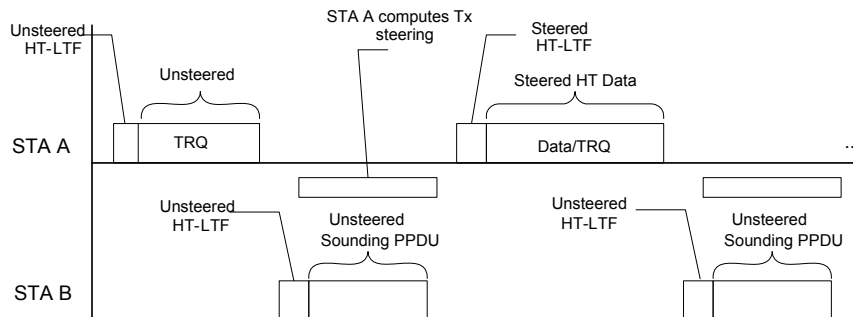 STA A computes Tx
steering
Unsteered
HT-LTF
Steered
HT-LTF
Unsteered
Steered HT Data
STA A
TRQ
Data/TRQ
...
Unsteered
HT-LTF
Unsteered
Sounding PPDU
Unsteered
HT-LTF
Unsteered
Sounding PPDU
STA B